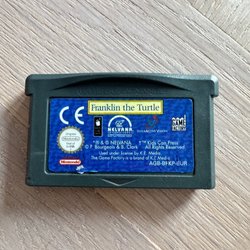 CE
Franklin the Turtle
NELVANA
™ & © NELVANA. ™ Kids Can Press
© P. Bourgeois & B. Clark. All Rights Reserved.
Used under license by K.E. Media.
The Game Factory is a brand of K.E. Media
Nintendo
AGB-BFKP-EUR